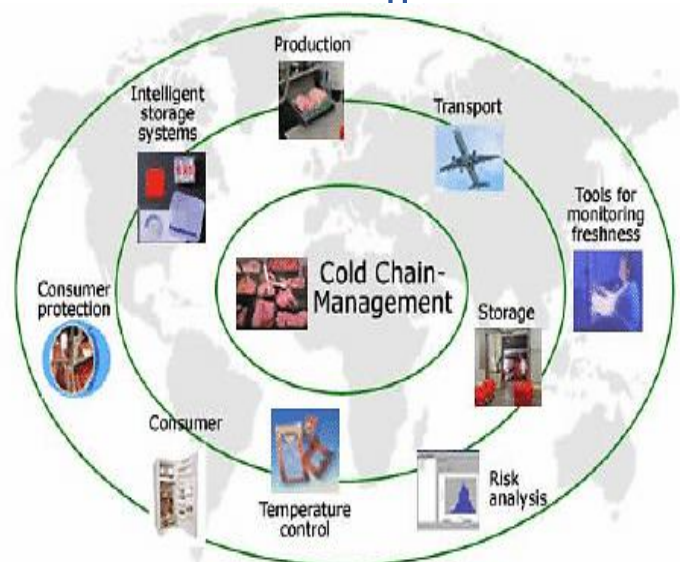 Production
Intelligent
storage
systems
Transport
Tools for
monitoring
freshness
Cold Chain-
Management
Consumer
protection
Storage
Consumer
Temperature
control
Risk
analysis